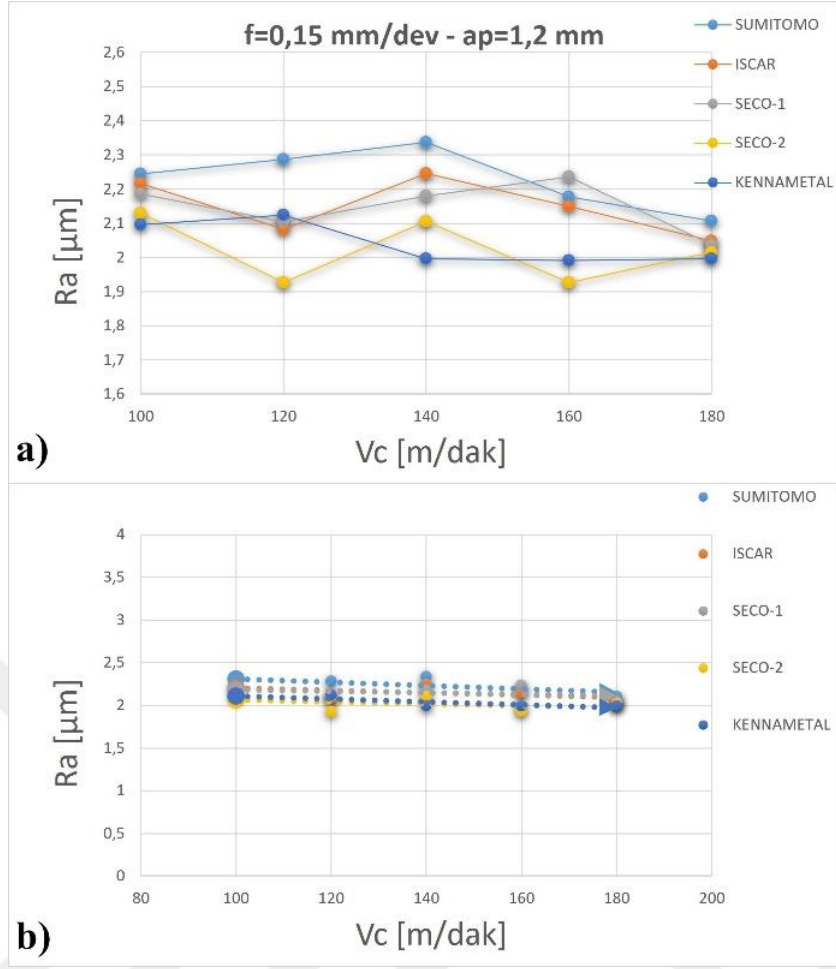 f=0,15 mm/dev - ap=1,2 mm
SUMITOMO
ISCAR
SECO-1
SECO-2
KENNAMETAL
2,6
2,5
2,4
2,3
2,2
2,1
2
1,9
1,8
1,7
1,6
Ra [µm]
100 120 140 160 180
Vc [m/dak]
a)
SUMITOMO
ISCAR
SECO-1
SECO-2
KENNAMETAL
4
3,5
3
2,5
2
1,5
1
0,5
0
Ra [µm]
80 100 120 140 160 180 200
Vc [m/dak]
b)